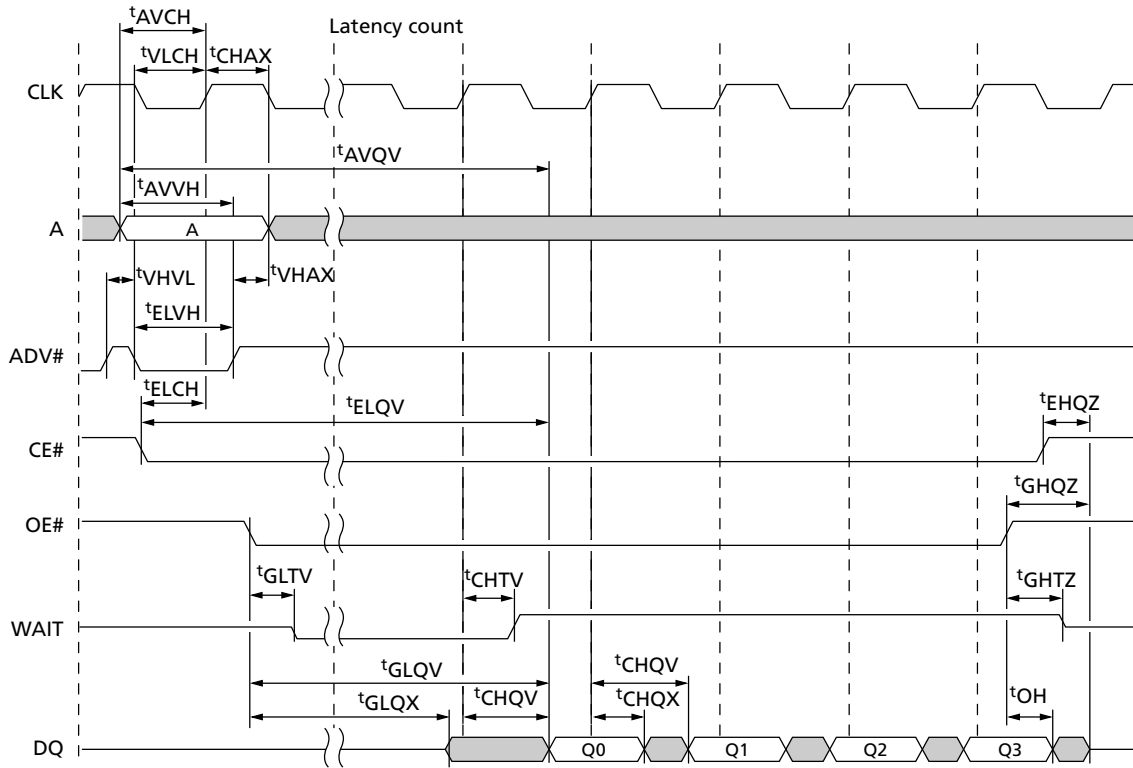 tAVCH
Latency count
tVLCH tCHAX
CLK
tAVQV
tAVVH
A A
tVHVL tVHAX
tELVH
ADV#
tELCH
tELQV tEHQZ
CE#
tGHQZ
OE#
tGLTV tCHTV tGHTZ
WAIT
tGLQV tCHQV
tGLQX tCHQV tCHQX tOH
DQ Q0 Q1 Q2 Q3